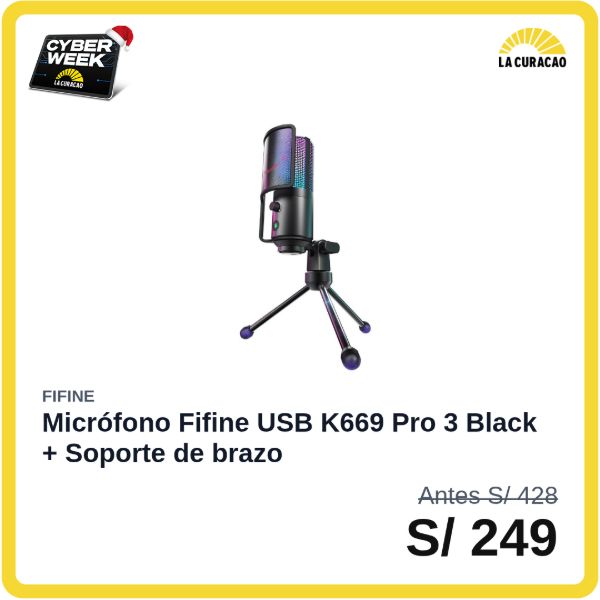 CYBER
WEEK
LA CURACAO
LA CURACAO
FIFINE
Micrófono Fifine USB K669 Pro 3 Black
+ Soporte de brazo
Antes S/ 428
S/ 249